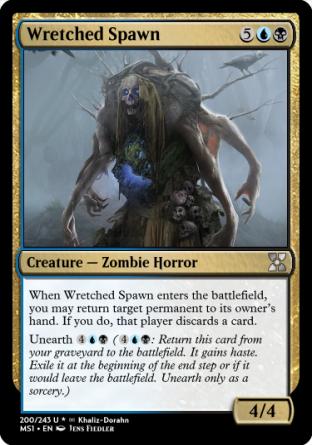 Wretched Spawn 5
Creature — Zombie Horror
When Wretched Spawn enters the battlefield,
you may return target permanent to its owner's
hand. If you do, that player discards a card.
Unearth 4 ( 4 : Return this card from
your graveyard to the battlefield. It gains haste.
Exile it at the beginning of the end step or if it
would leave the battlefield. Unearth only as a
sorcery.)
4/4
200/243 U * ∞ Khaliz-Dorahn
MS1 • EN Jens Fiedler